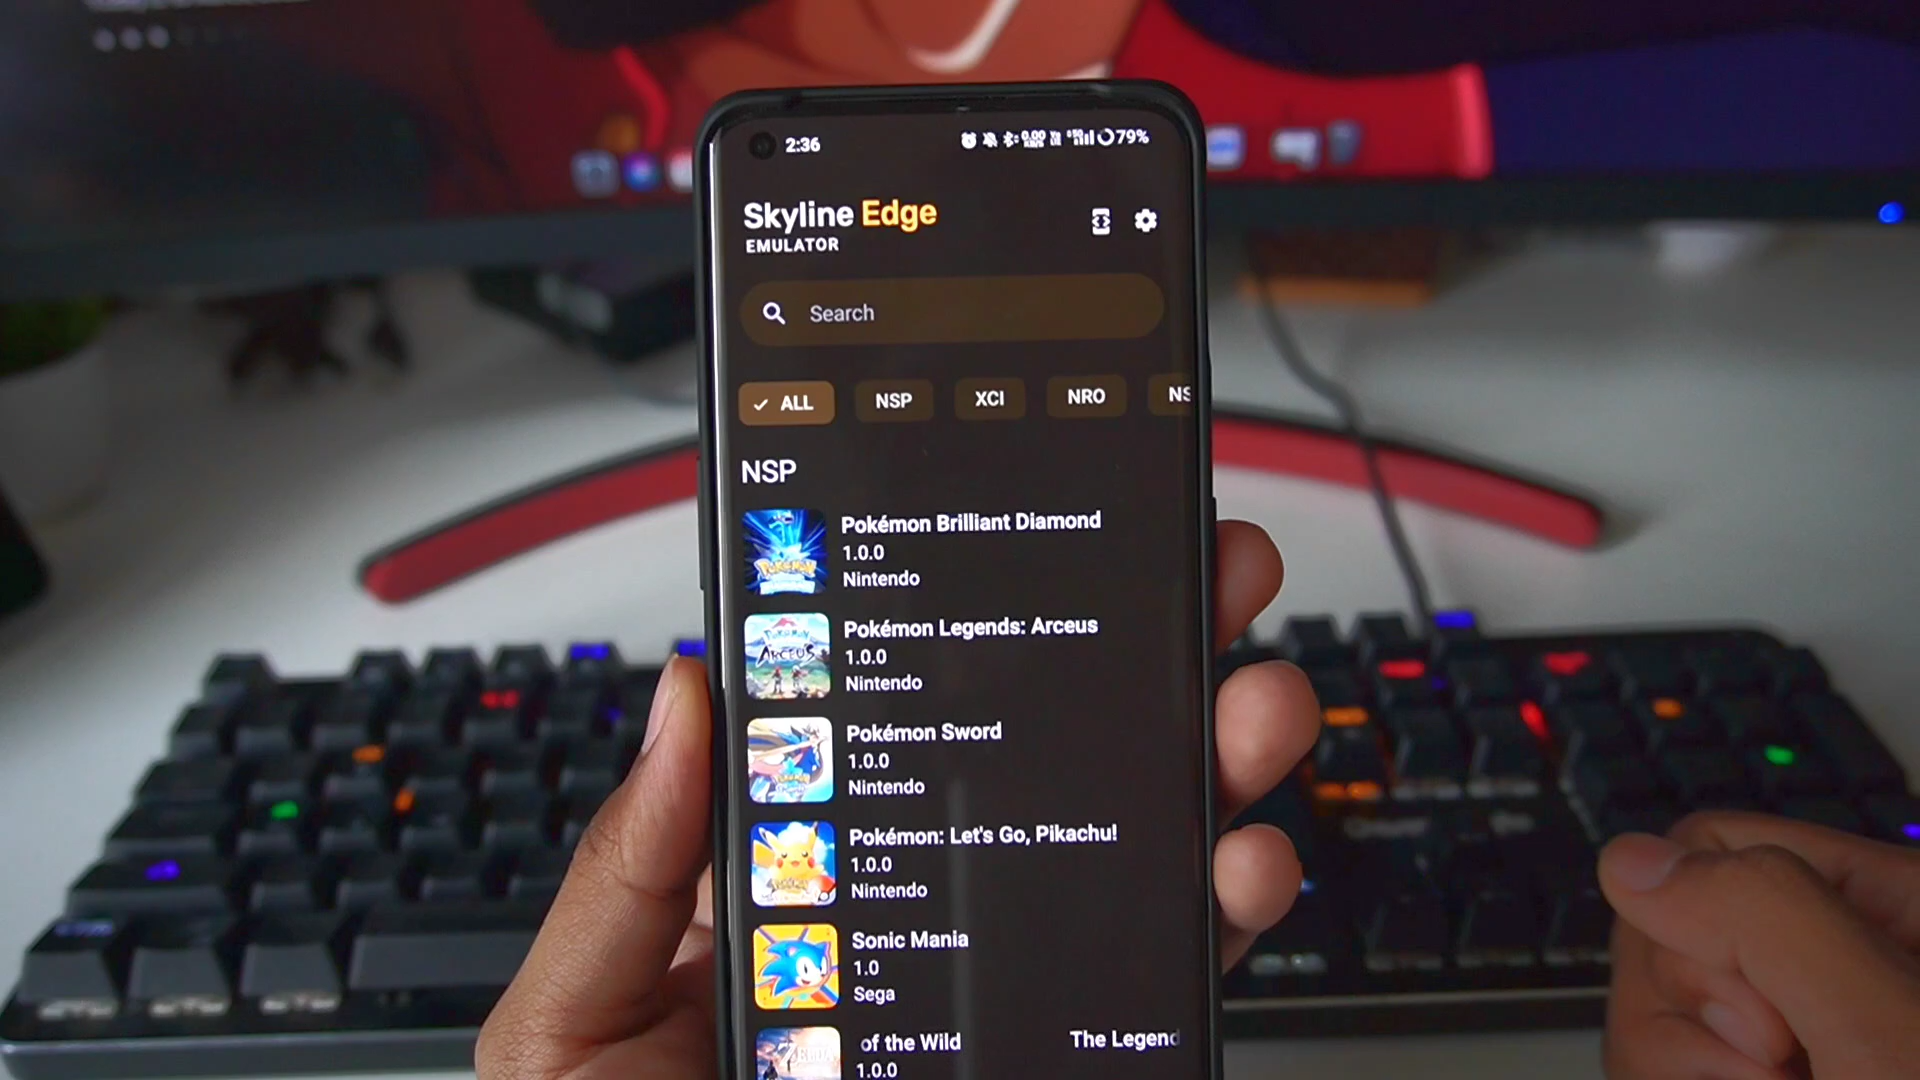 2:36
79%
Skyline Edge
EMULATOR
Search
ALL NSP XCI NRO NS
NSP
Pokémon Brilliant Diamond
1.0.0
Nintendo
Pokémon Legends: Arceus
1.0.0
Nintendo
Pokémon Sword
1.0.0
Nintendo
Pokémon: Let's Go, Pikachu!
1.0.0
Nintendo
Sonic Mania
1.0
Sega
of the Wild The Legend
1.0.0